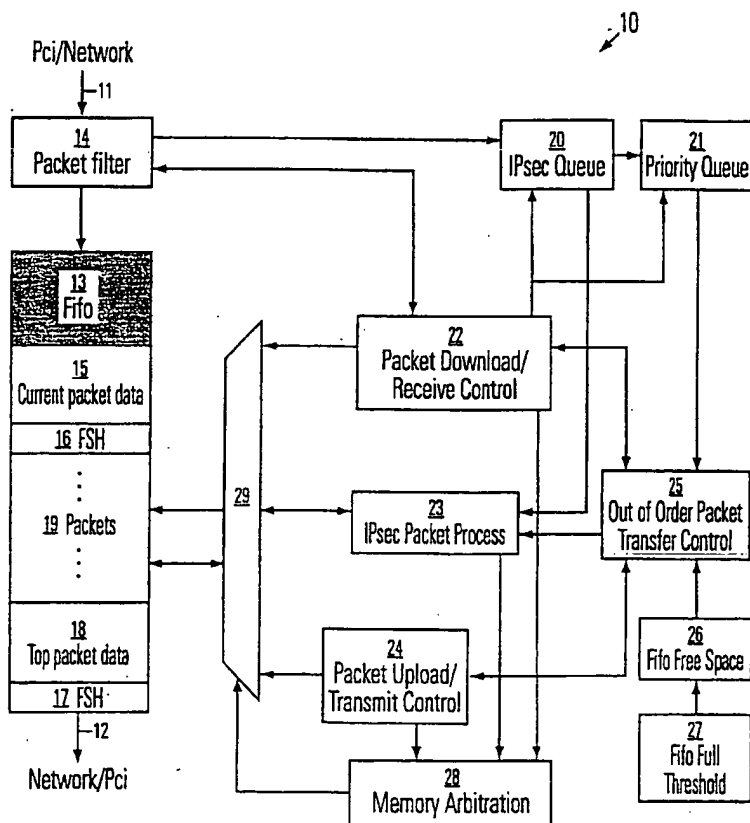 10
Pci/Network
11
14
Packet filter
20
IPsec Queue
21
Priority Queue
13
Fifo
15
Current packet data
16 FSH
22
Packet Download/
Receive Control
19 Packets
29
23
IPsec Packet Process
25
Out of Order Packet
Transfer Control
18
Top packet data
17 FSH
24
Packet Upload/
Transmit Control
26
Fifo Free Space
12
Network/Pci
28
Memory Arbitration
27
Fifo Full
Threshold